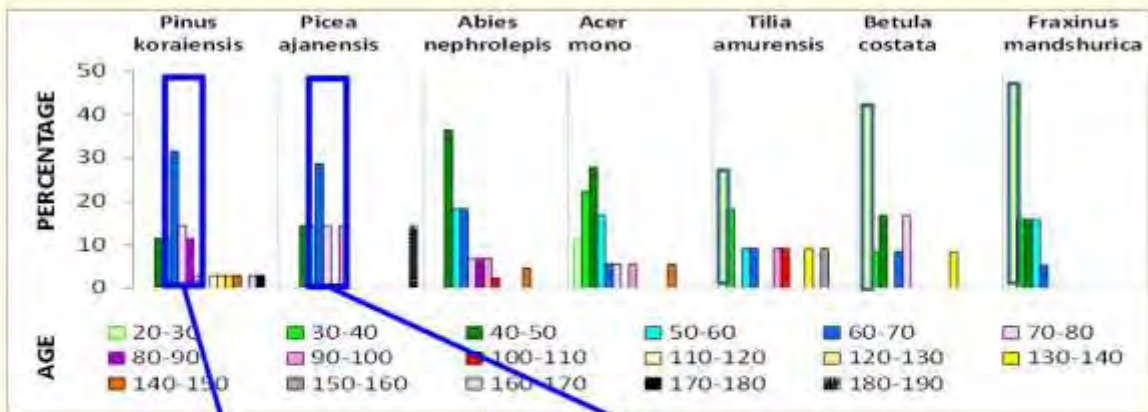 Pinus koraiensis
Picea ajanensis
Abies nephrolepis
Acer mono
Tilia amurensis
Betula costata
Fraxinus mandshurica
PERCENTAGE
50
40
30
20
10
0
AGE
20-30 30-40 40-50 50-60 60-70 70-80
80-90 90-100 100-110 110-120 120-130 130-140
140-150 150-160 160-170 170-180 180-190